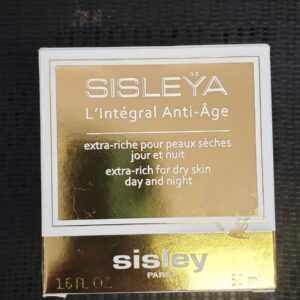 SISLEŸA
L'Intégral Anti-Âge
extra-riche pour peaux sèches
jour et nuit
extra-rich for dry skin
day and night
sisley
PARIS
1.6 FL. OZ 50 ml